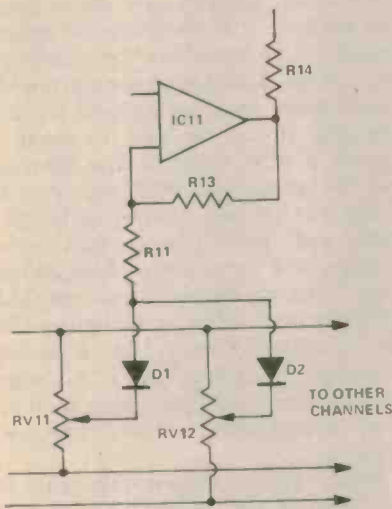 R14
IC11
R13
R11
D1
D2
TO OTHER
CHANNELS
RV11
RV12